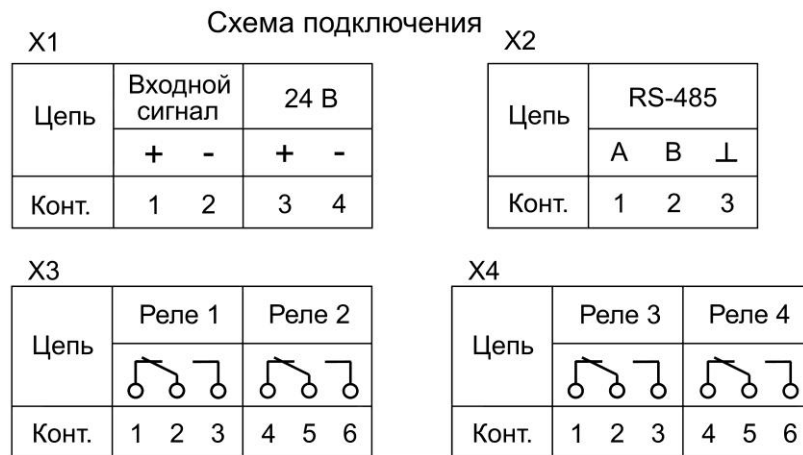 Схема подключения
X1
Цепь
Входной сигнал
24 В
+ - + -
Конт. 1 2 3 4
X2
Цепь
RS-485
A B ⊥
Конт. 1 2 3
X3
Цепь
Реле 1 Реле 2
Конт. 1 2 3 4 5 6
X4
Цепь
Реле 3 Реле 4
Конт. 1 2 3 4 5 6